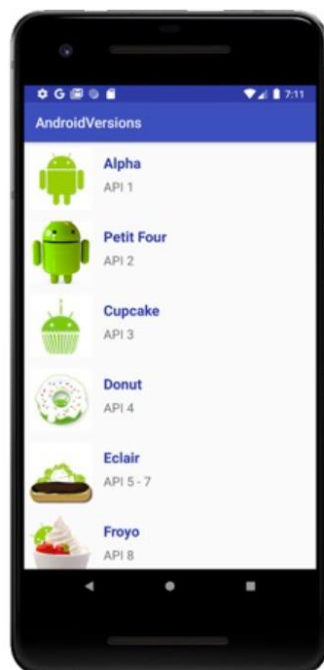 G
7:11
AndroidVersions
Alpha
API 1
Petit Four
API 2
Cupcake
API 3
Donut
API 4
Eclair
API 5 - 7
Froyo
API 8